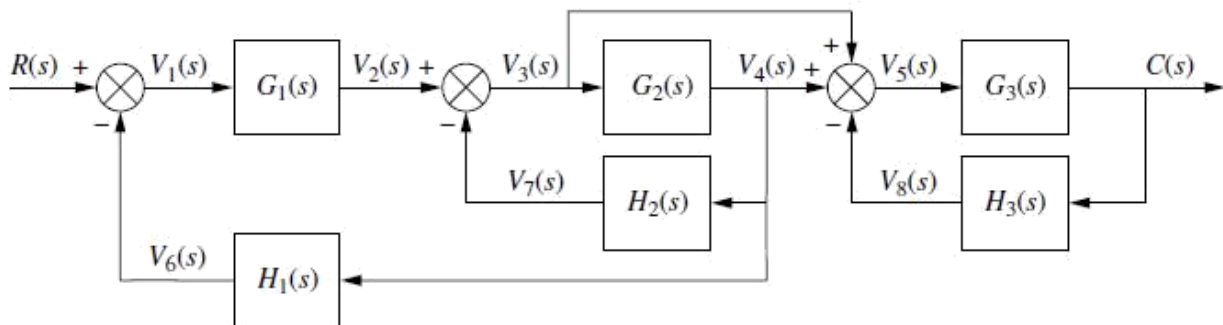 +
R(s) + V₁(s) G₁(s) V₂(s) + V₃(s) G₂(s) V₄(s) + V₅(s) G₃(s) C(s)
− − −
V₇(s) H₂(s) V₈(s) H₃(s)
V₆(s) H₁(s)